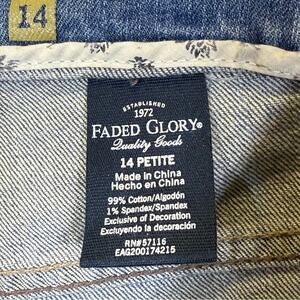 14
ESTABLISHED
1972
FADED GLORY®
Quality Goods
14 PETITE
Made in China
Hecho en China
99% Cotton/Algodón
1% Spandex/Spandex
Exclusive of Decoration
Excluyendo la decoración
RN#57116
EAG200174215